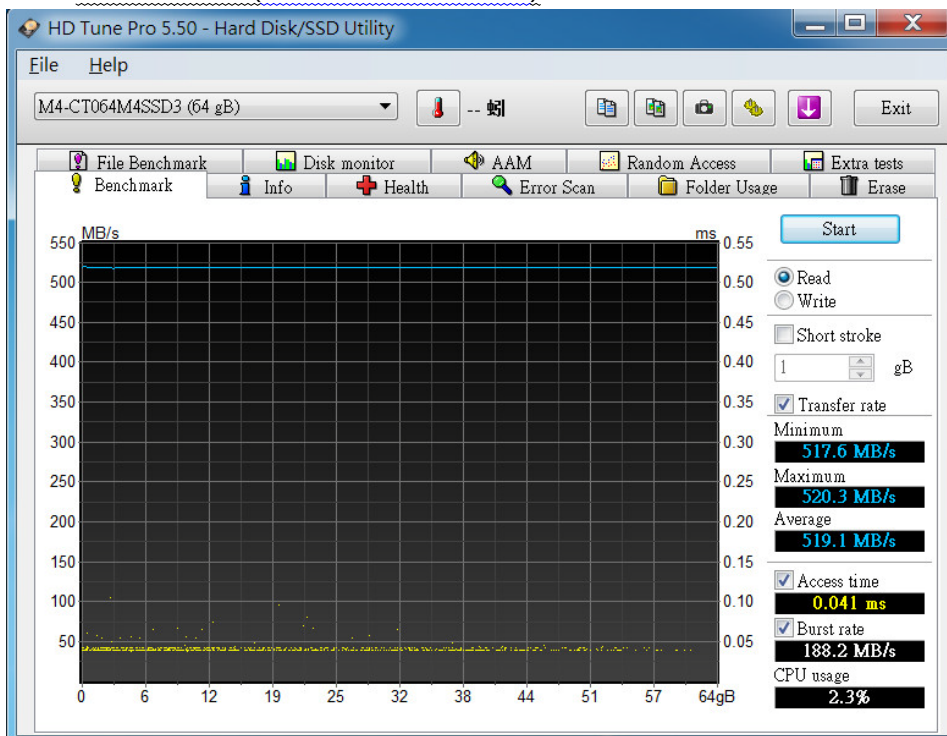 HD Tune Pro 5.50 - Hard Disk/SSD Utility
File Help
M4-CT064M4SSD3 (64 gB)
-- 蚓
Exit
File Benchmark Disk monitor AAM Random Access Extra tests
Benchmark Info Health Error Scan Folder Usage Erase
MB/s
ms
550
500
450
400
350
300
250
200
150
100
50
0.55
0.50
0.45
0.40
0.35
0.30
0.25
0.20
0.15
0.10
0.05
0 6 12 19 25 32 38 44 51 57 64gB
Start
Read
Write
Short stroke
1 gB
Transfer rate
Minimum
517.6 MB/s
Maximum
520.3 MB/s
Average
519.1 MB/s
Access time
0.041 ms
Burst rate
188.2 MB/s
CPU usage
2.3%